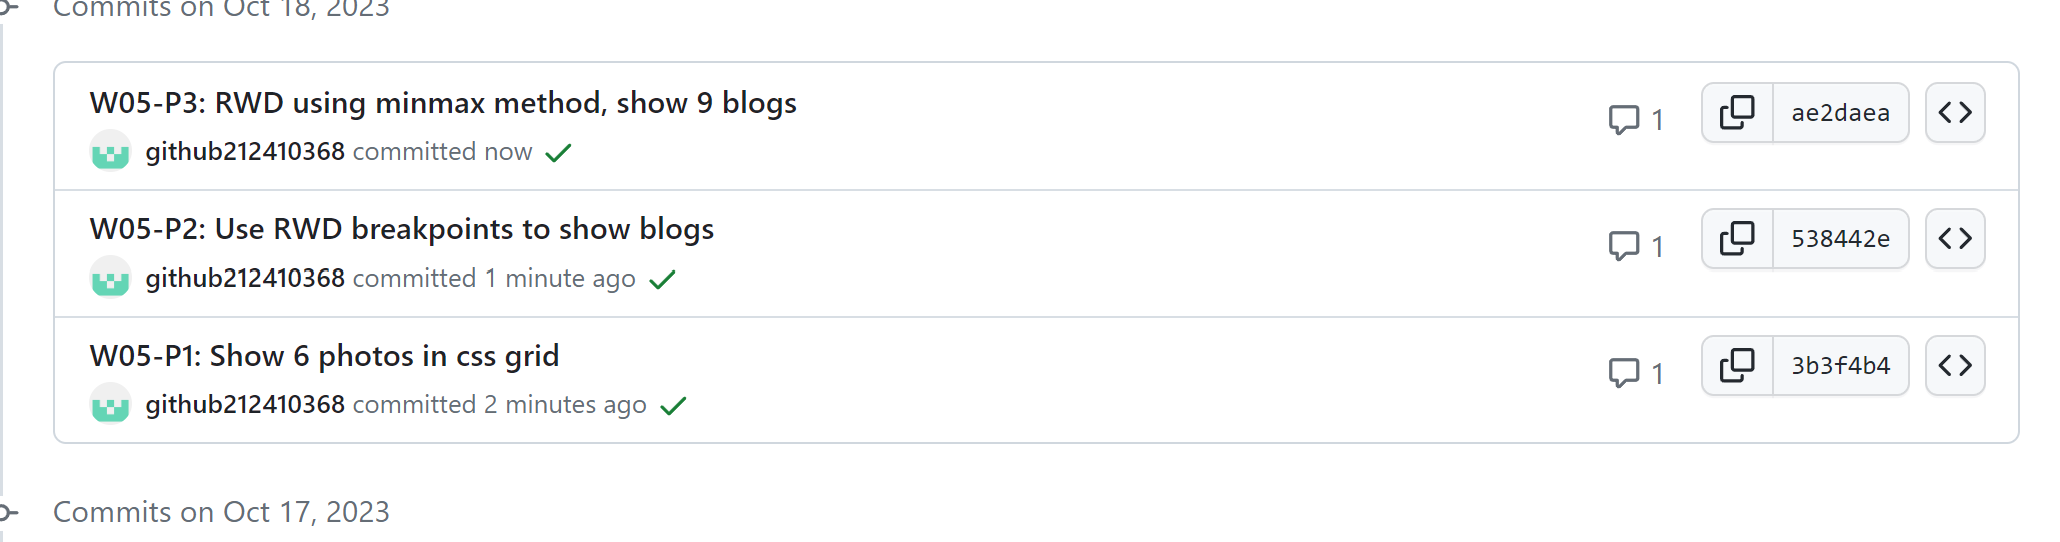 Commits on Oct 18, 2023
W05-P3: RWD using minmax method, show 9 blogs
1
ae2daea
github212410368 committed now
W05-P2: Use RWD breakpoints to show blogs
1
538442e
github212410368 committed 1 minute ago
W05-P1: Show 6 photos in css grid
1
3b3f4b4
github212410368 committed 2 minutes ago
Commits on Oct 17, 2023